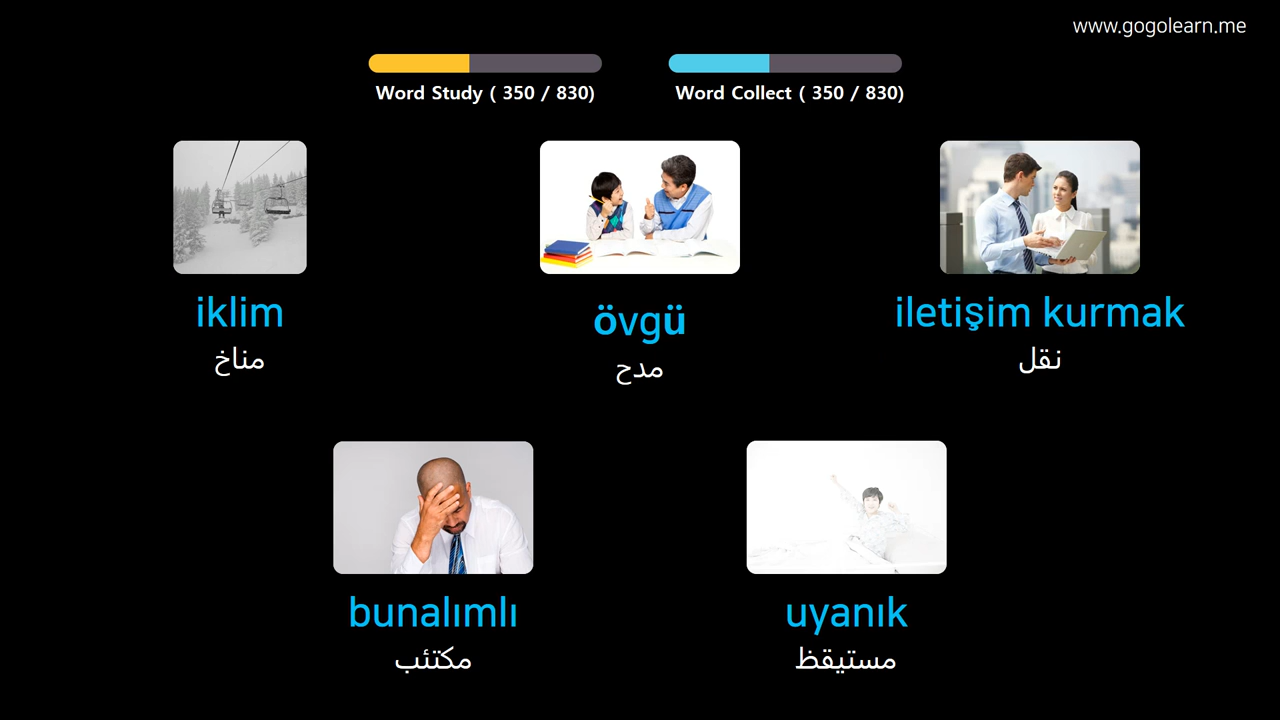 www.gogolearn.me
Word Study ( 350 / 830)
Word Collect ( 350 / 830)
iklim
مناخ
övgü
مدح
iletişim kurmak
نقل
bunalımlı
مكتئب
uyanık
مستيقظ